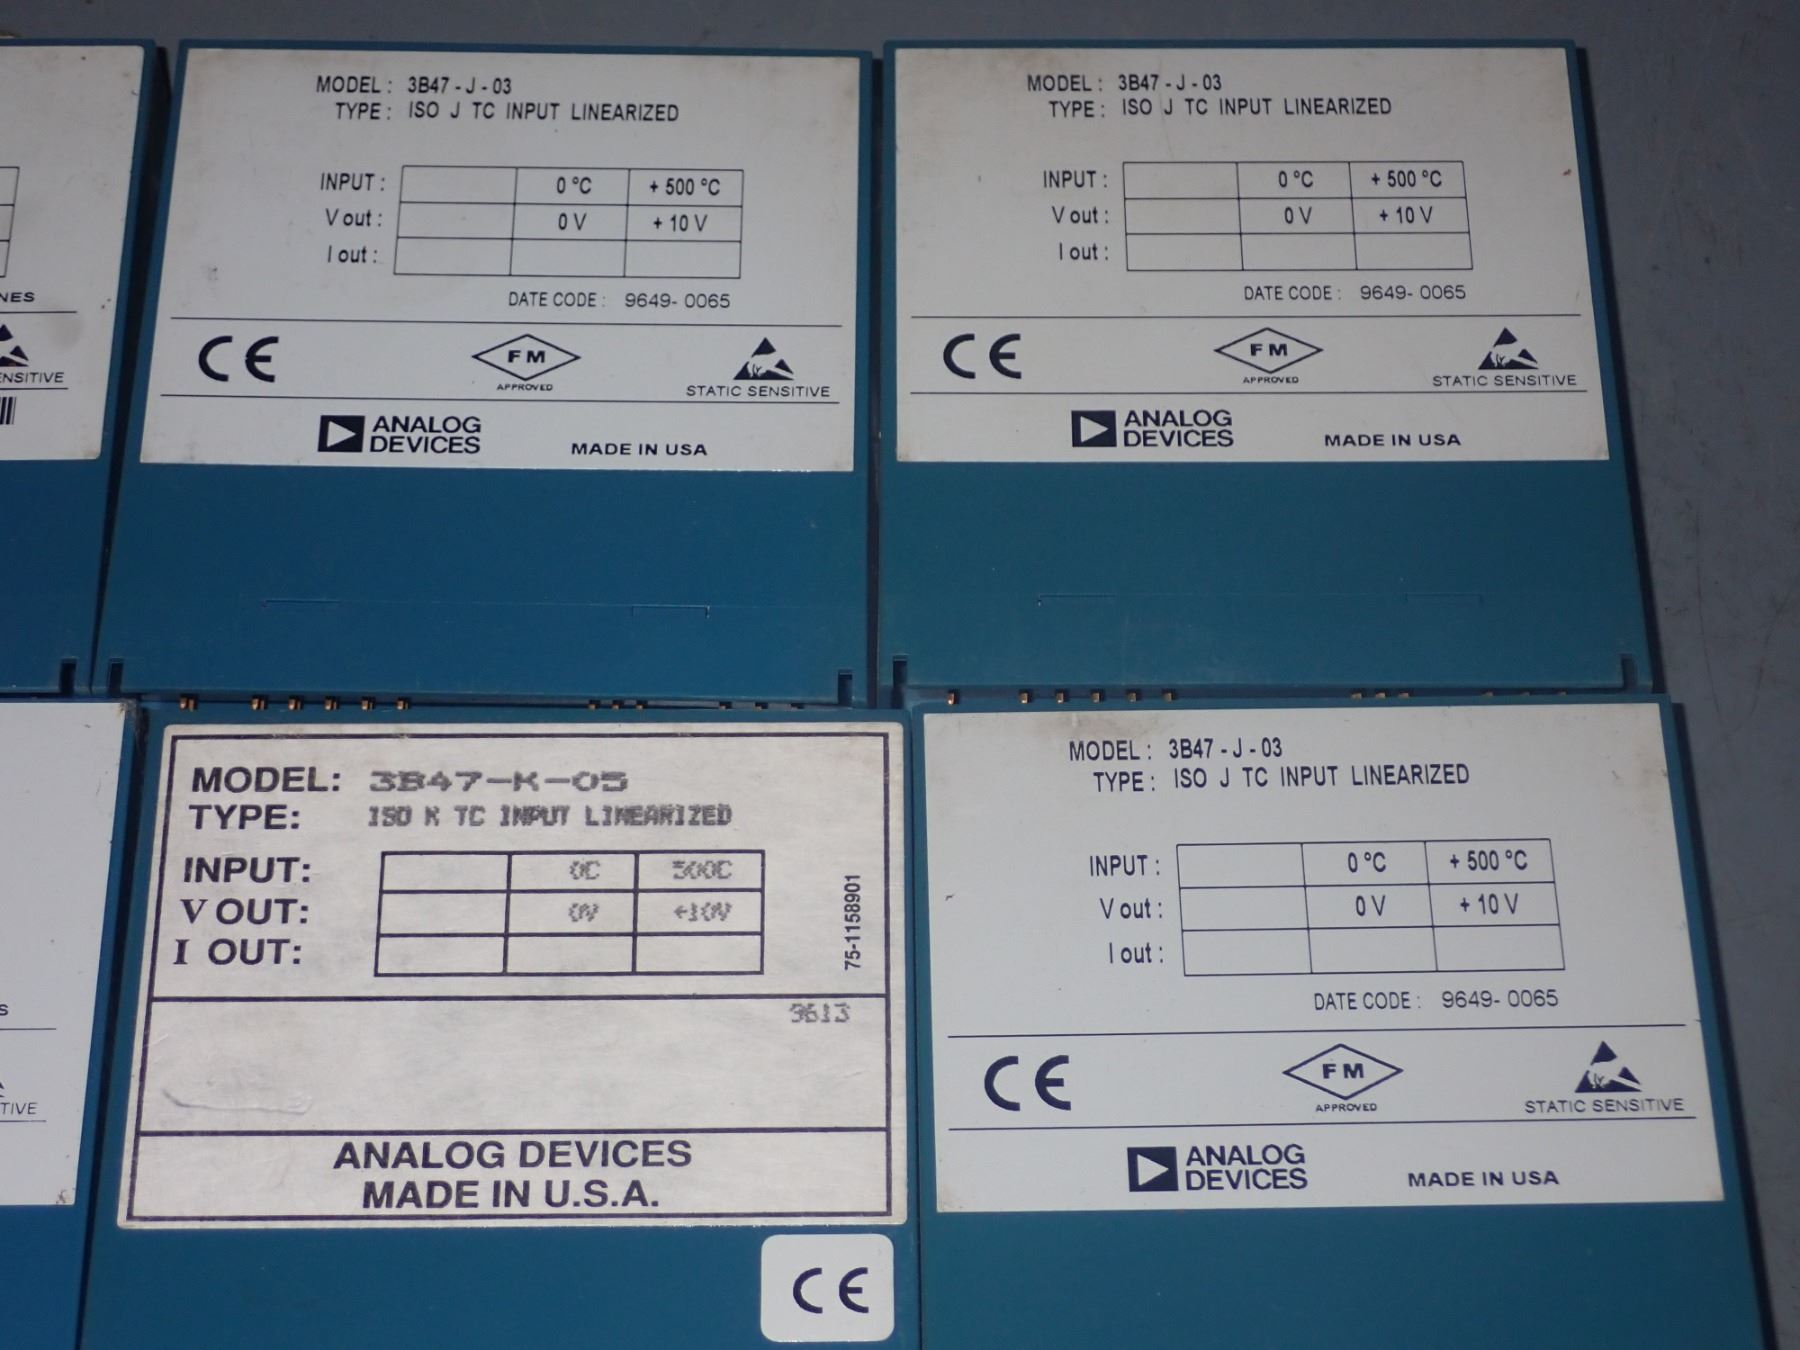 MODEL: 3B47-J-03
TYPE: ISO J TC INPUT LINEARIZED
INPUT: 0 °C + 500 °C
V out: 0 V + 10 V
I out:
DATE CODE: 9649-0065
CE FM APPROVED STATIC SENSITIVE
ANALOG DEVICES MADE IN USA
MODEL: 3B47-J-03
TYPE: ISO J TC INPUT LINEARIZED
INPUT: 0 °C + 500 °C
V out: 0 V + 10 V
I out:
DATE CODE: 9649-0065
CE FM APPROVED STATIC SENSITIVE
ANALOG DEVICES MADE IN USA
MODEL: 3B47-K-05
TYPE: ISO K TC INPUT LINEARIZED
INPUT: 0C 500C
V OUT: 0V +10V
I OUT:
75-1158901
9613
ANALOG DEVICES
MADE IN U.S.A.
CE
MODEL: 3B47-J-03
TYPE: ISO J TC INPUT LINEARIZED
INPUT: 0 °C + 500 °C
V out: 0 V + 10 V
I out:
DATE CODE: 9649-0065
CE FM APPROVED STATIC SENSITIVE
ANALOG DEVICES MADE IN USA